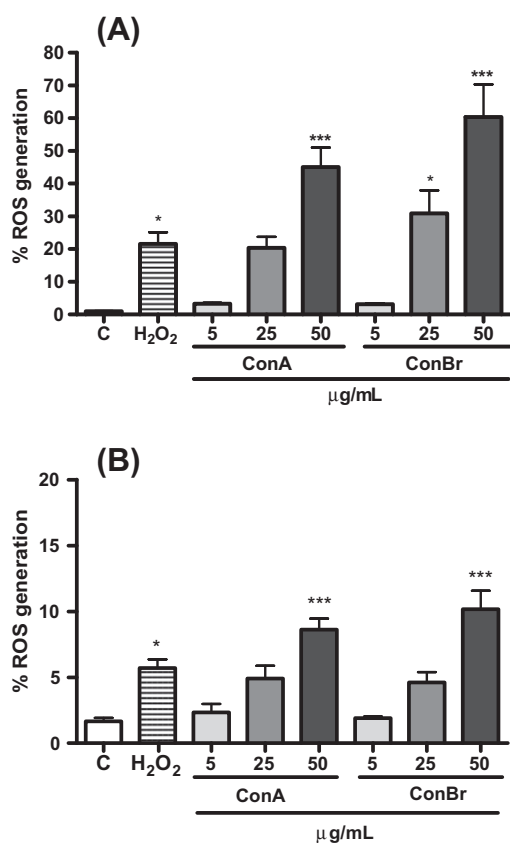 (A)
80
70
60
50
40
30
20
10
0
% ROS generation
*
***
*
***
C H₂O₂ 5 25 50 5 25 50
ConA ConBr
μg/mL
(B)
20
15
10
5
0
% ROS generation
*
***
***
C H₂O₂ 5 25 50 5 25 50
ConA ConBr
μg/mL